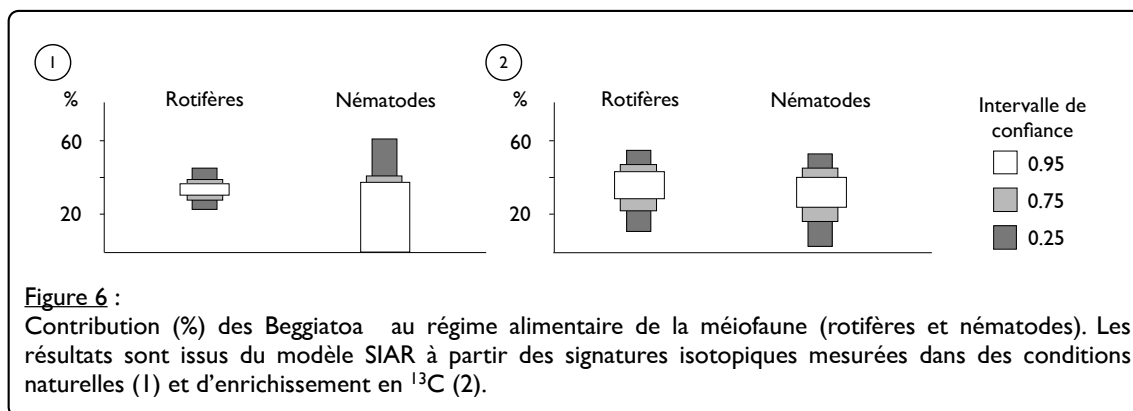 1
2
%
Rotifères
Nématodes
%
Rotifères
Nématodes
Intervalle de
confiance
60
60
0.95
0.75
20
20
0.25
Figure 6 :
Contribution (%) des Beggiatoa au régime alimentaire de la méiofaune (rotifères et nématodes). Les
résultats sont issus du modèle SIAR à partir des signatures isotopiques mesurées dans des conditions
naturelles (1) et d'enrichissement en ¹³C (2).